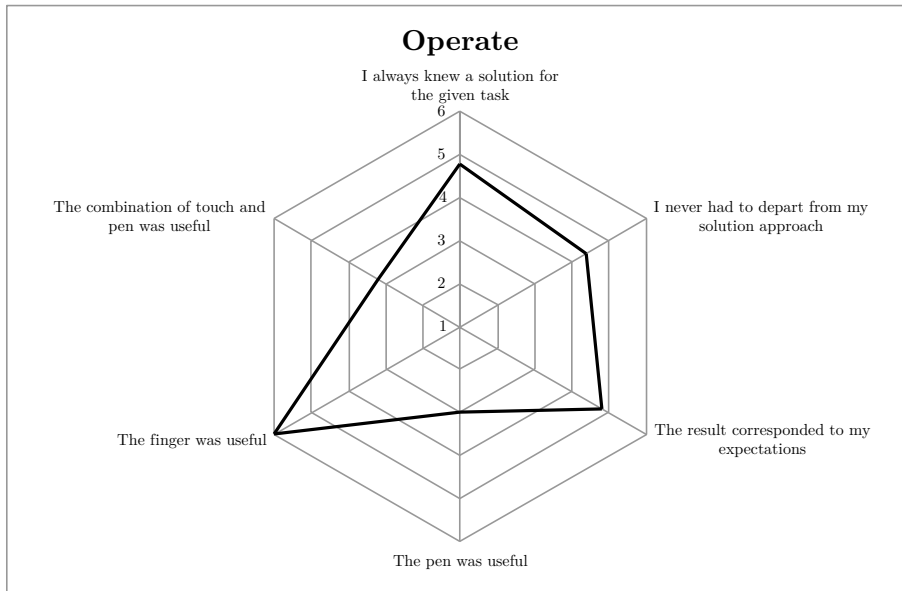 Operate
I always knew a solution for
the given task
6
5
4
3
2
1
The combination of touch and
pen was useful
I never had to depart from my
solution approach
The finger was useful
The result corresponded to my
expectations
The pen was useful